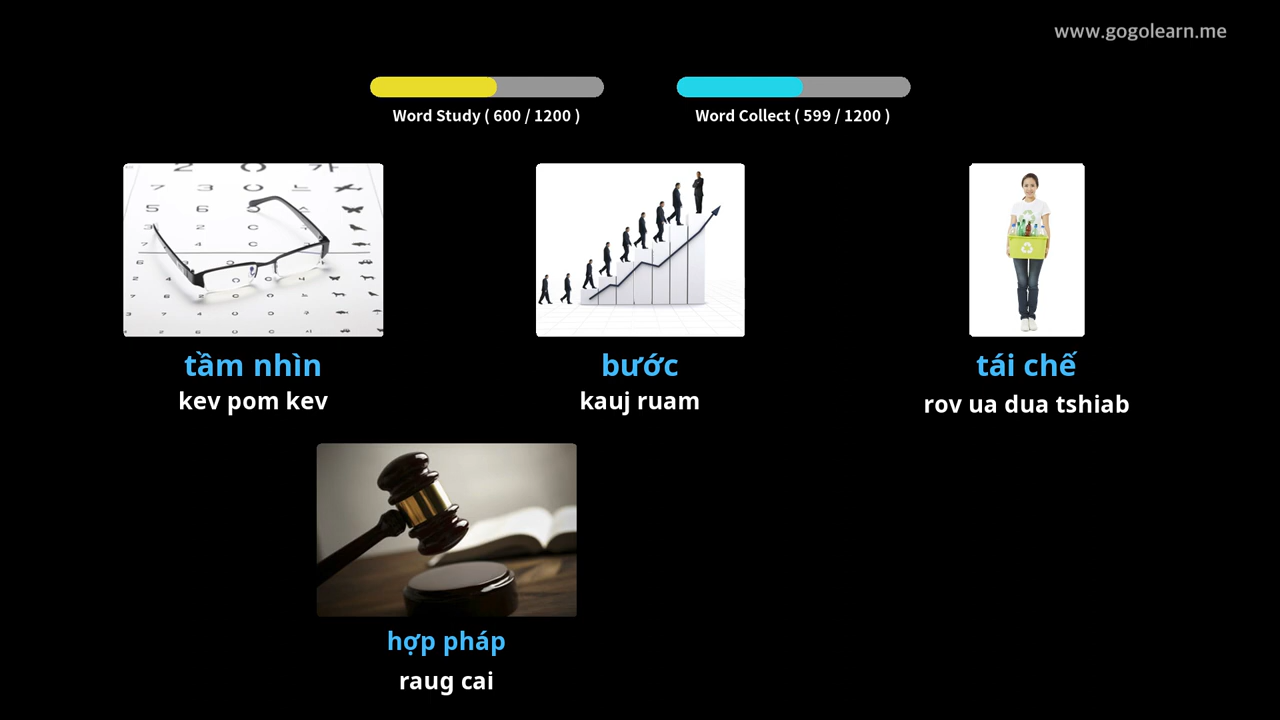 www.gogolearn.me
Word Study ( 600 / 1200 )
Word Collect ( 599 / 1200 )
tầm nhìn
kev pom kev
bước
kauj ruam
tái chế
rov ua dua tshiab
hợp pháp
raug cai